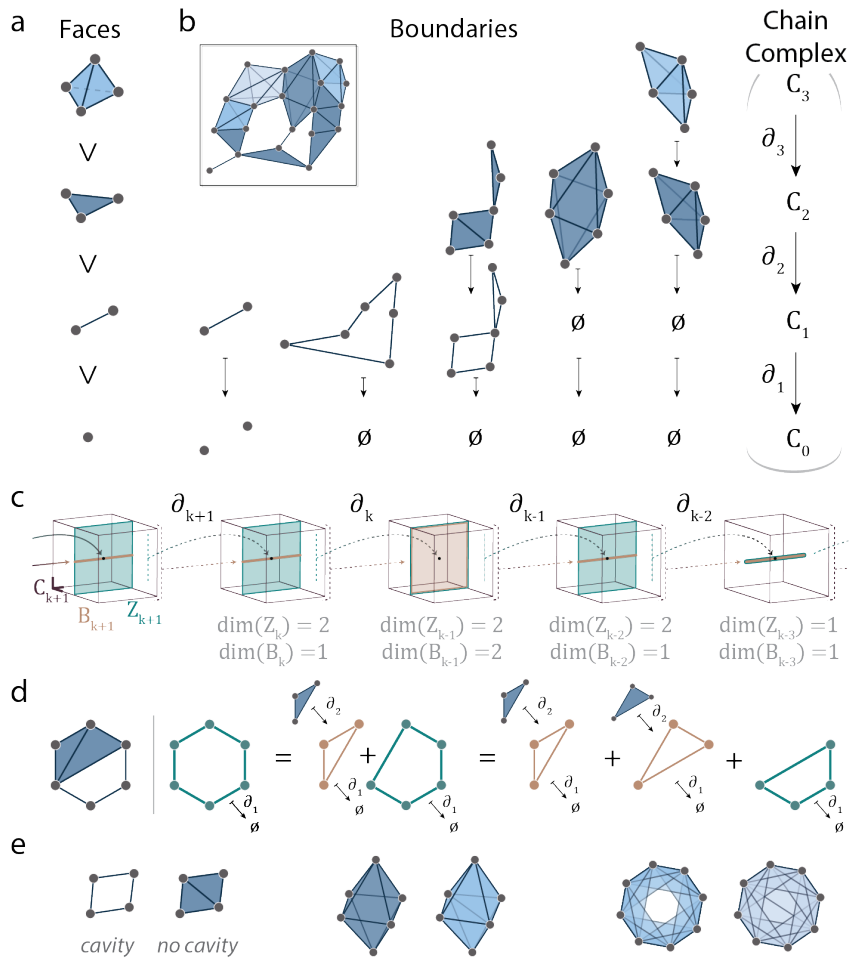 a
Faces
b
Boundaries
Chain
Complex
C₃
∨
∂₃
C₂
∨
∂₂
ø
ø
C₁
∨
∂₁
ø
ø
ø
ø
C₀
c
∂ₖ₊₁
∂ₖ
∂ₖ₋₁
∂ₖ₋₂
Cₖ₊₁
Bₖ₊₁
Zₖ₊₁
dim(Zₖ) = 2
dim(Bₖ) = 1
dim(Zₖ₋₁) = 2
dim(Bₖ₋₁) = 2
dim(Zₖ₋₂) = 2
dim(Bₖ₋₂) = 1
dim(Zₖ₋₃) = 1
dim(Bₖ₋₃) = 1
d
∂₂
∂₂
∂₂
=
+
=
+
+
∂₁
ø
∂₁
ø
∂₁
ø
∂₁
ø
∂₁
ø
∂₁
ø
e
cavity
no cavity